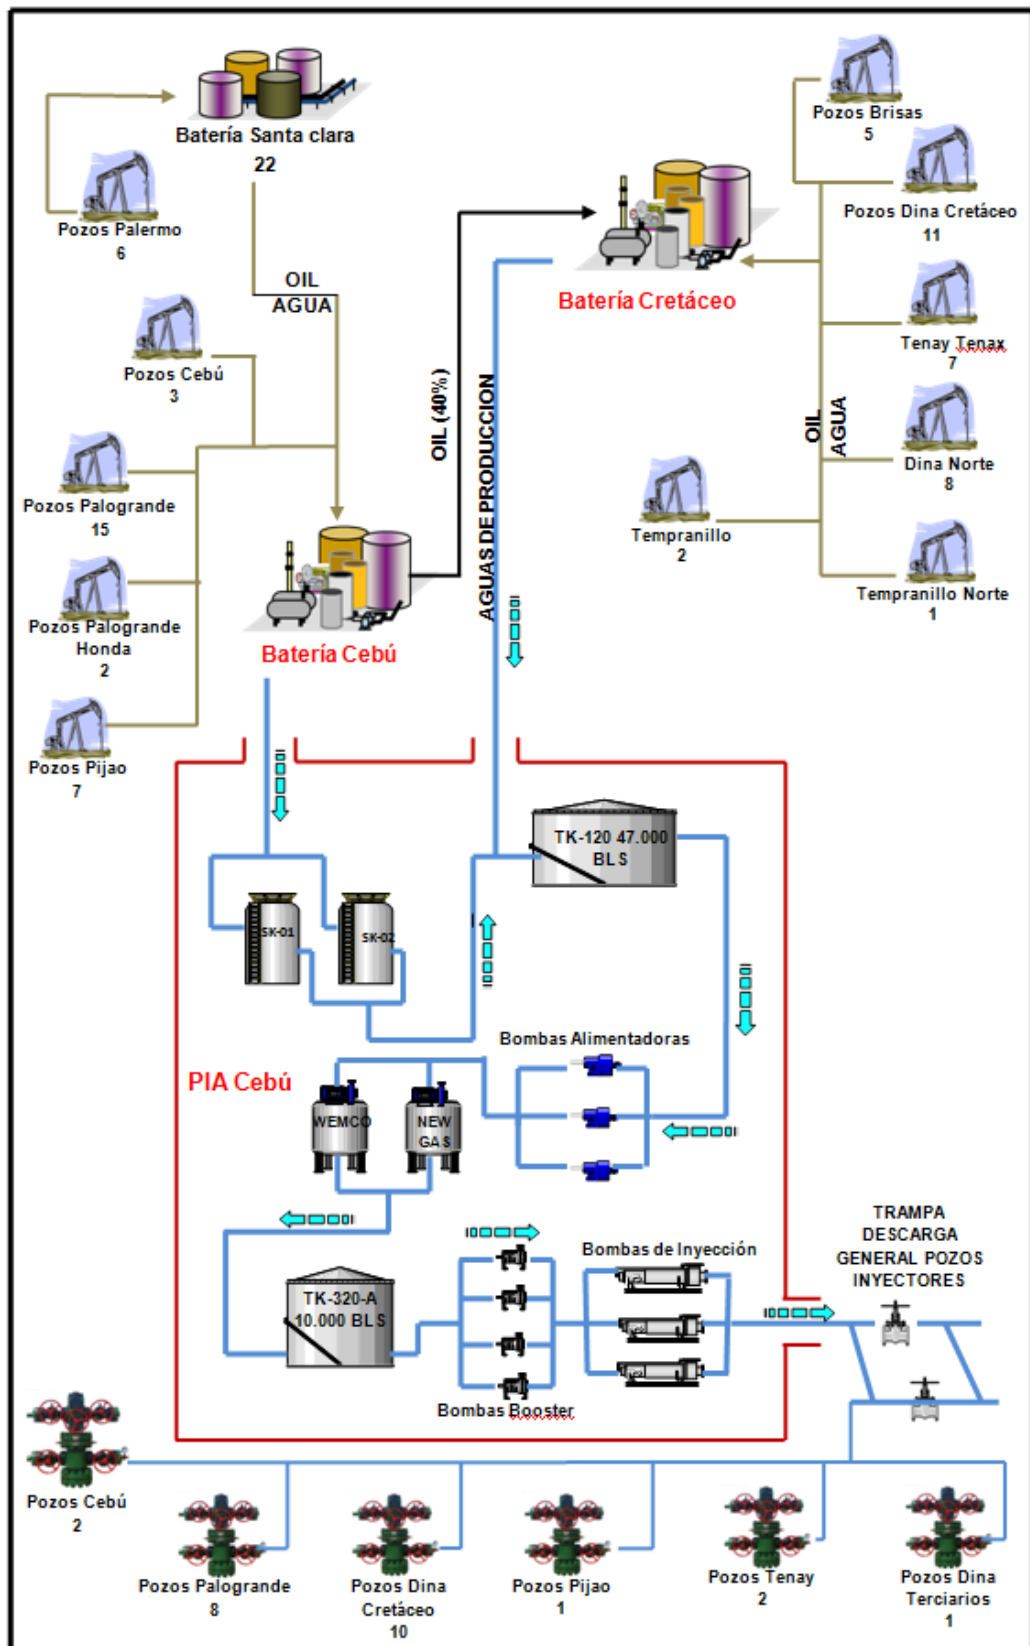 Batería Santa clara
22
Pozos Palermo
6
OIL
AGUA
Pozos Cebú
3
Pozos Palogrande
15
Pozos Palogrande
Honda
2
Pozos Pijao
7
Batería Cebú
OIL (40%)
AGUAS DE PRODUCCION
Batería Cretáceo
Pozos Brisas
5
Pozos Dina Cretáceo
11
Tenay Tenax
7
OIL
AGUA
Dina Norte
8
Tempranillo
2
Tempranillo Norte
1
TK-120 47.000
BLS
SK-01
SK-02
PIA Cebú
Bombas Alimentadoras
WEMCO
NEW
GAS
TK-320-A
10.000 BLS
Bombas Booster
Bombas de Inyección
TRAMPA
DESCARGA
GENERAL POZOS
INYECTORES
Pozos Cebú
2
Pozos Palogrande
8
Pozos Dina
Cretáceo
10
Pozos Pijao
1
Pozos Tenay
2
Pozos Dina
Terciarios
1